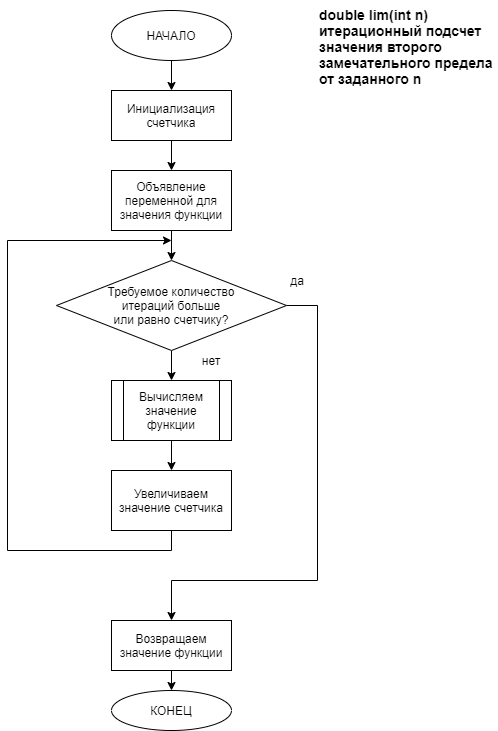 double lim(int n)
итерационный подсчет
значения второго
замечательного предела
от заданного n
НАЧАЛО
Инициализация
счетчика
Объявление
переменной для
значения функции
Требуемое количество
итераций больше
или равно счетчику?
да
нет
Вычисляем
значение
функции
Увеличиваем
значение счетчика
Возвращаем
значение функции
КОНЕЦ